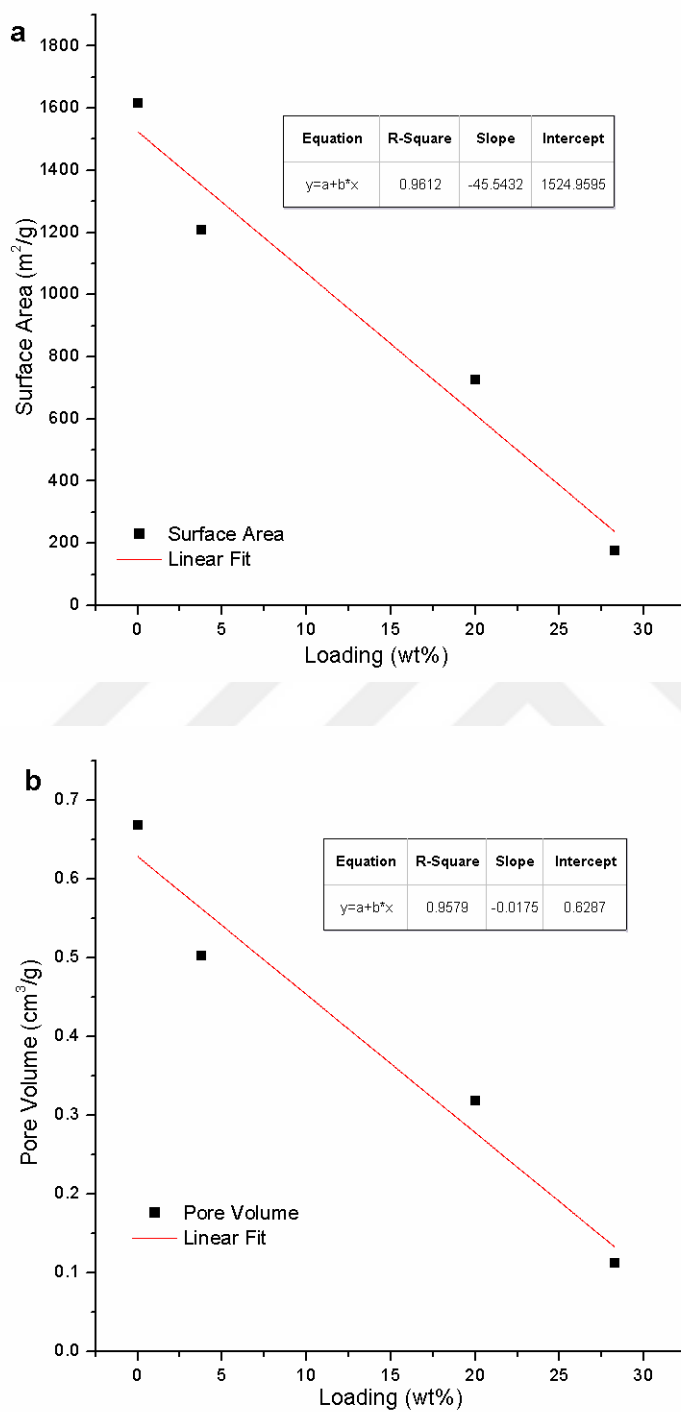 a
1800
1600
1400
1200
1000
800
600
400
200
0
Surface Area (m²/g)
Equation R-Square Slope Intercept
y=a+b*x 0.9612 -45.5432 1524.9595
Surface Area
Linear Fit
0 5 10 15 20 25 30
Loading (wt%)
b
0.7
0.6
0.5
0.4
0.3
0.2
0.1
0.0
Pore Volume (cm³/g)
Equation R-Square Slope Intercept
y=a+b*x 0.9579 -0.0175 0.6287
Pore Volume
Linear Fit
0 5 10 15 20 25 30
Loading (wt%)